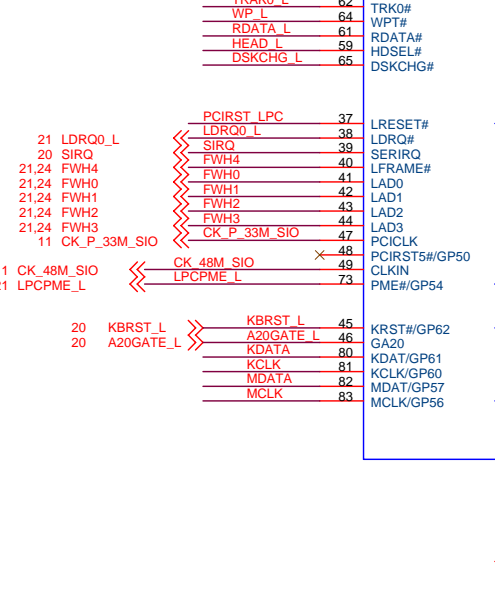 TRAK0_L 62 TRK0#
WP_L 64 WPT#
RDATA_L 61 RDATA#
HEAD_L 59 HDSEL#
DSKCHG_L 65 DSKCHG#
PCIRST_LPC 37 LRESET#
21 LDRQ0_L LDRQ0_L 38 LDRQ#
20 SIRQ SIRQ 39 SERIRQ
21,24 FWH4 FWH4 40 LFRAME#
21,24 FWH0 FWH0 41 LAD0
21,24 FWH1 FWH1 42 LAD1
21,24 FWH2 FWH2 43 LAD2
21,24 FWH3 FWH3 44 LAD3
11 CK_P_33M_SIO CK_P_33M_SIO 47 PCICLK
48 PCIRST5#/GP50
1 CK_48M_SIO CK_48M_SIO 49 CLKIN
21 LPCPME_L LPCPME_L 73 PME#/GP54
20 KBRST_L KBRST_L 45 KRST#/GP62
20 A20GATE_L A20GATE_L 46 GA20
KDATA 80 KDAT/GP61
KCLK 81 KCLK/GP60
MDATA 82 MDAT/GP57
MCLK 83 MCLK/GP56